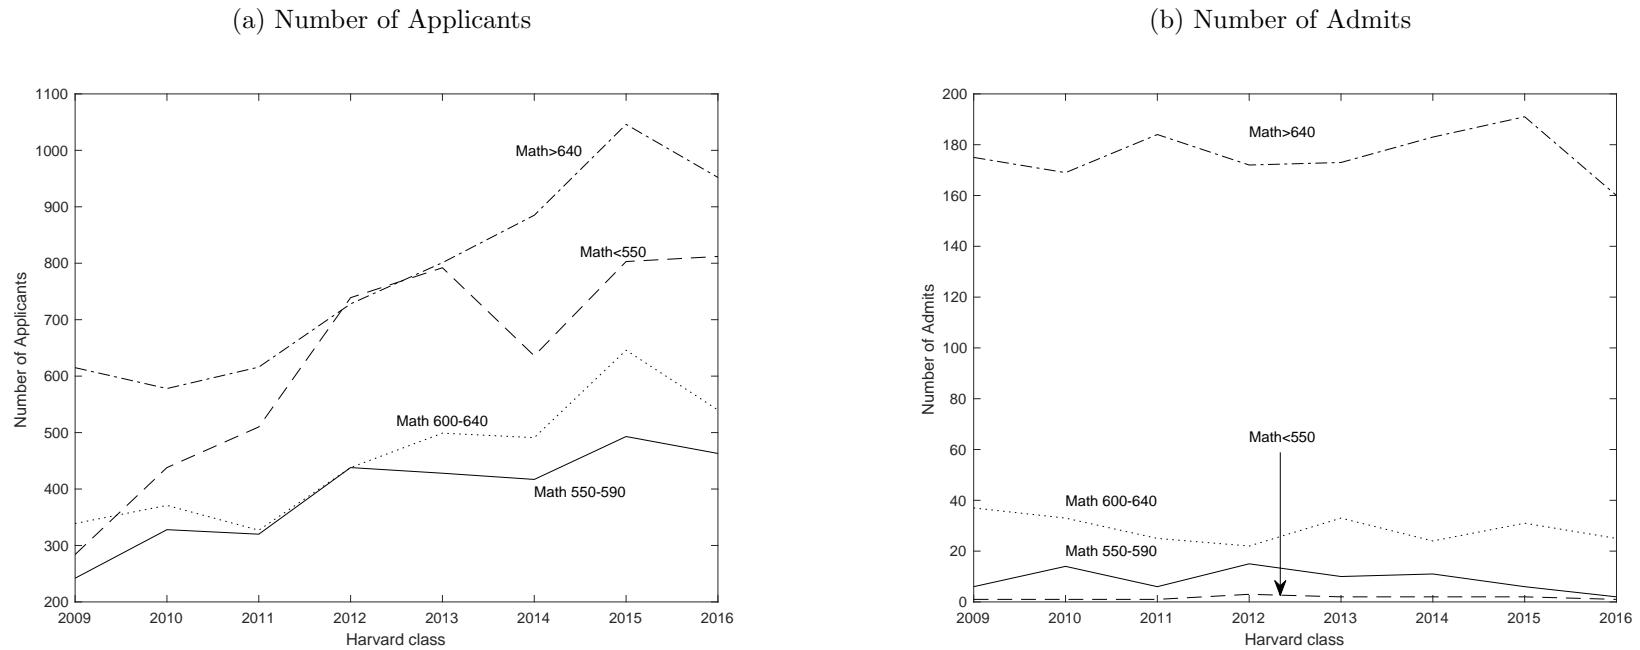 (a) Number of Applicants
1100
1000
900
800
700
600
500
400
300
200
Number of Applicants
Math>640
Math<550
Math 600-640
Math 550-590
2009 2010 2011 2012 2013 2014 2015 2016
Harvard class
(b) Number of Admits
200
180
160
140
120
100
80
60
40
20
0
Number of Admits
Math>640
Math<550
Math 600-640
Math 550-590
2009 2010 2011 2012 2013 2014 2015 2016
Harvard class